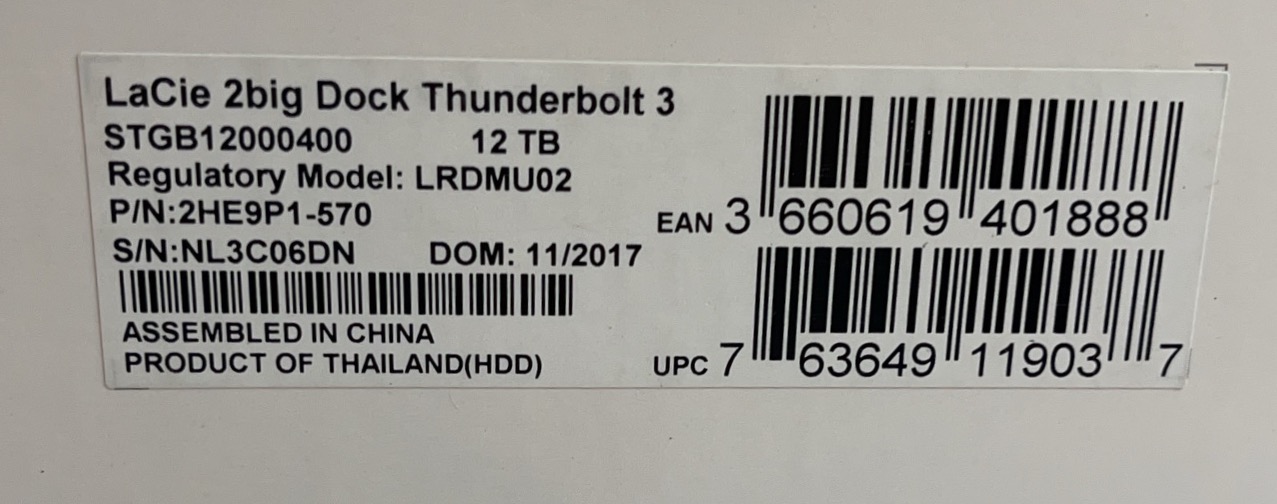 LaCie 2big Dock Thunderbolt 3
STGB12000400 12 TB
Regulatory Model: LRDMU02
P/N:2HE9P1-570
S/N:NL3C06DN DOM: 11/2017
ASSEMBLED IN CHINA
PRODUCT OF THAILAND(HDD)
EAN 3 660619 401888
UPC 7 63649 11903 7